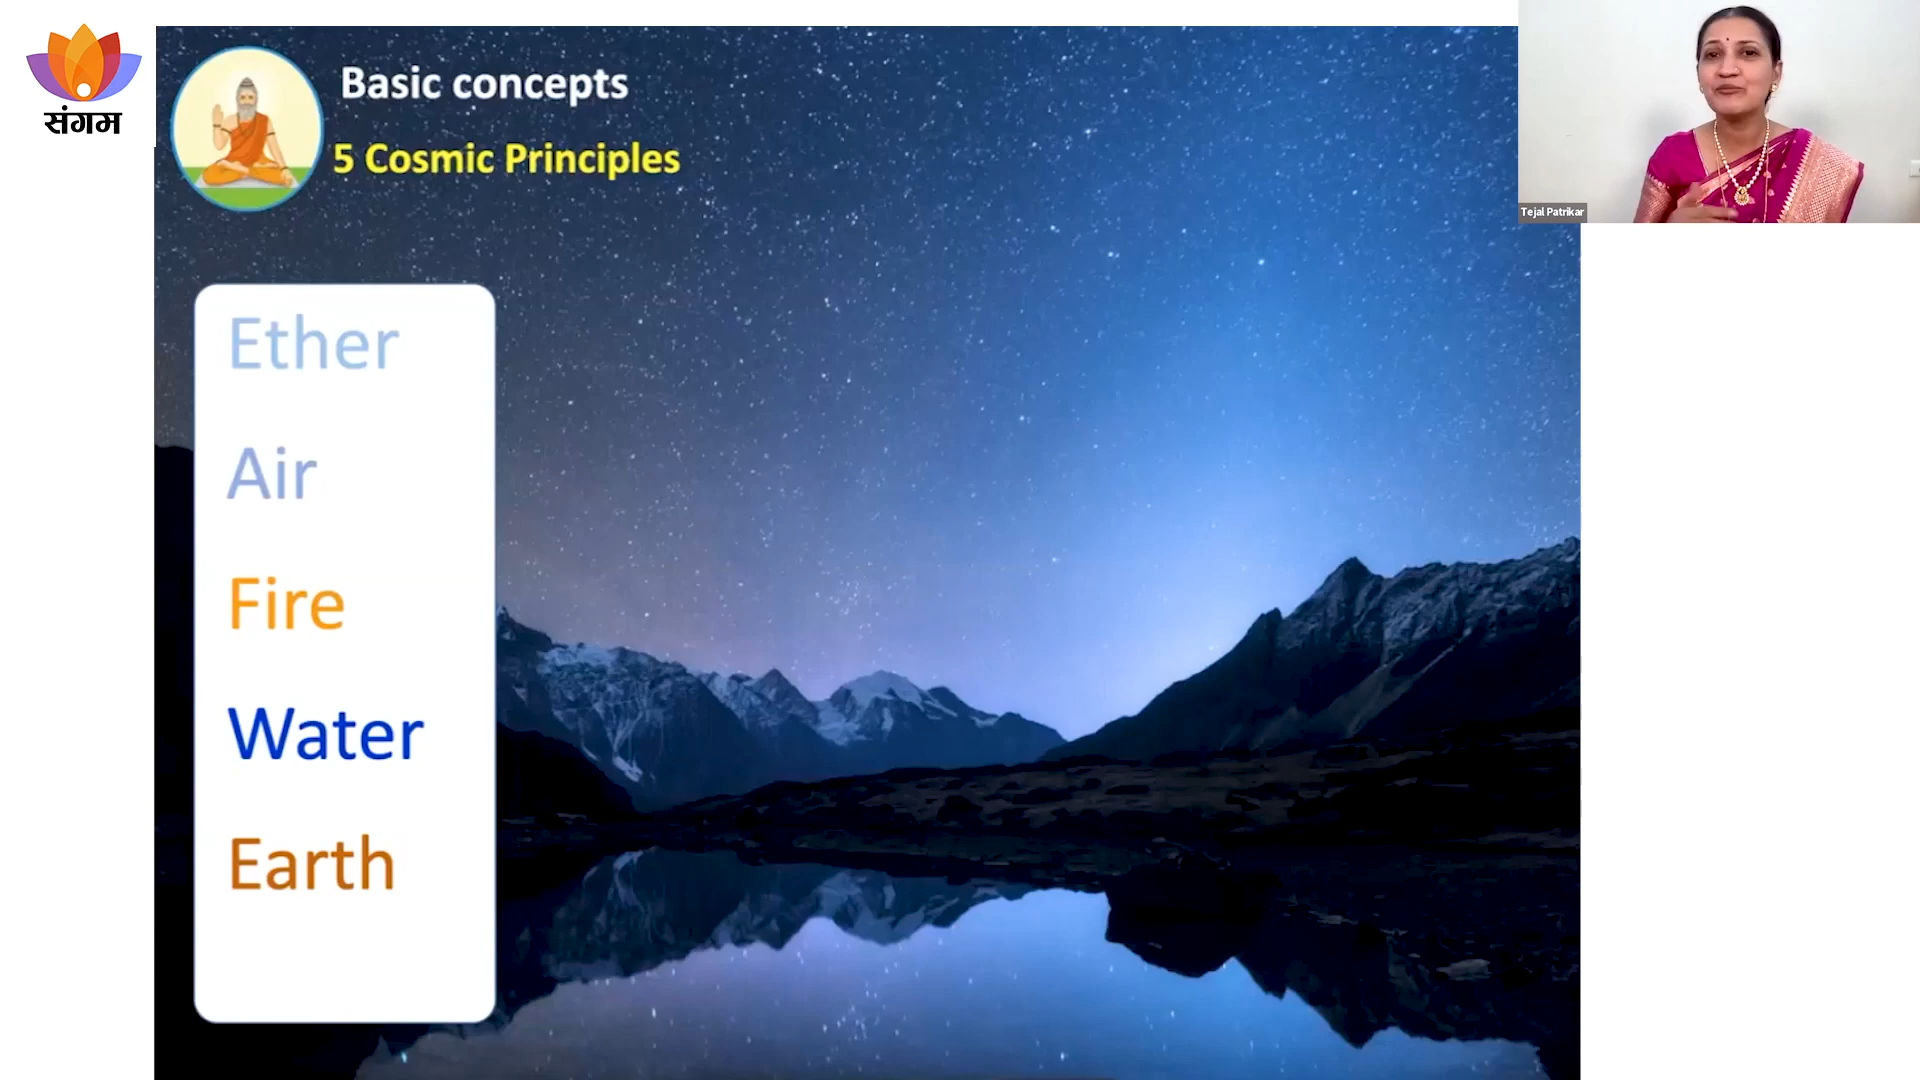 संगम
Basic concepts
5 Cosmic Principles
Ether
Air
Fire
Water
Earth
Tejal Patrikar